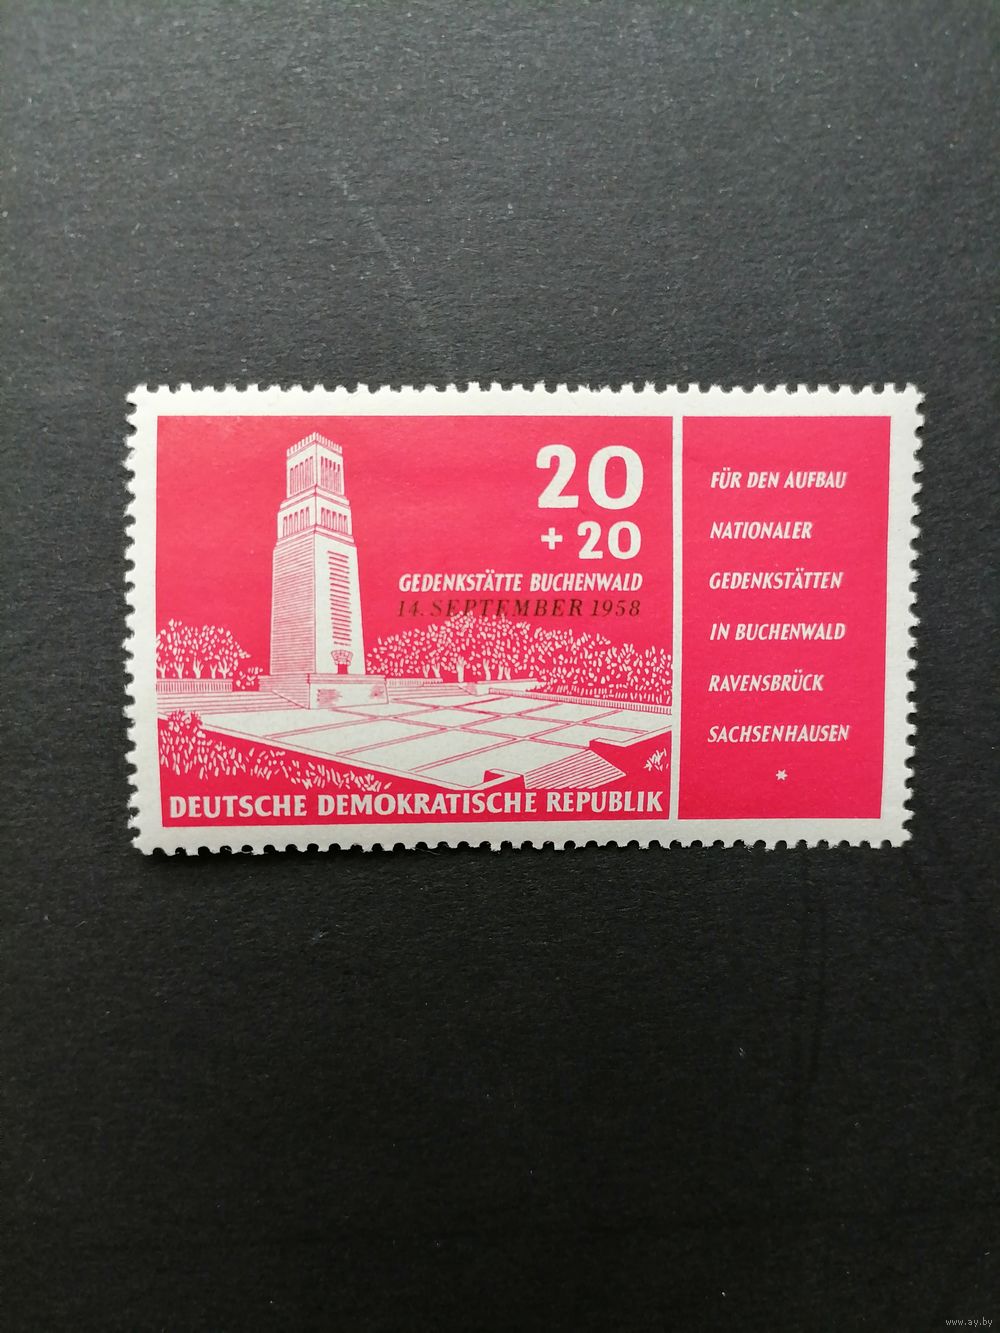 20
+ 20
GEDENKSTÄTTE BUCHENWALD
14. SEPTEMBER 1958
DEUTSCHE DEMOKRATISCHE REPUBLIK
FÜR DEN AUFBAU
NATIONALER
GEDENKSTÄTTEN
IN BUCHENWALD
RAVENSBRÜCK
SACHSENHAUSEN
*
www.ay.by